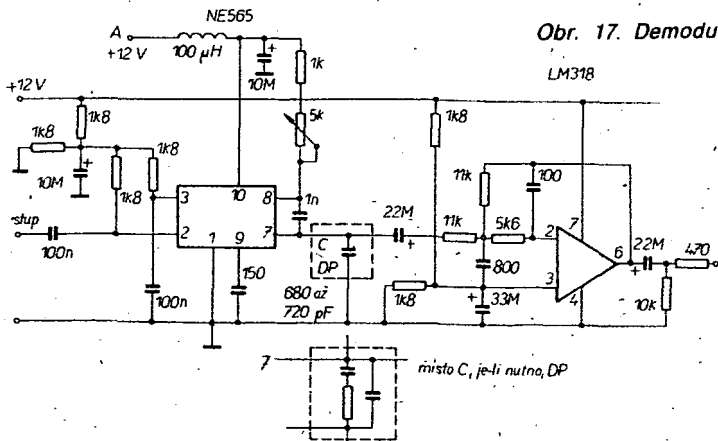 NE565
Obr. 17. Demodu
A
+12 V
100 µH
10M
1k
LM318
+12 V
1k8
5k
1k8
1k8
1k8
10M
1k8
3
10
8
11k
100
1n
22M
11k
5k6
2
7
22M
470
stup
100n
2
1
9
7
C
DP
800
6
3
4
100n
150
680 až
720 pF
1k8
33M
10k
7
místo C, je-li nutno, DP